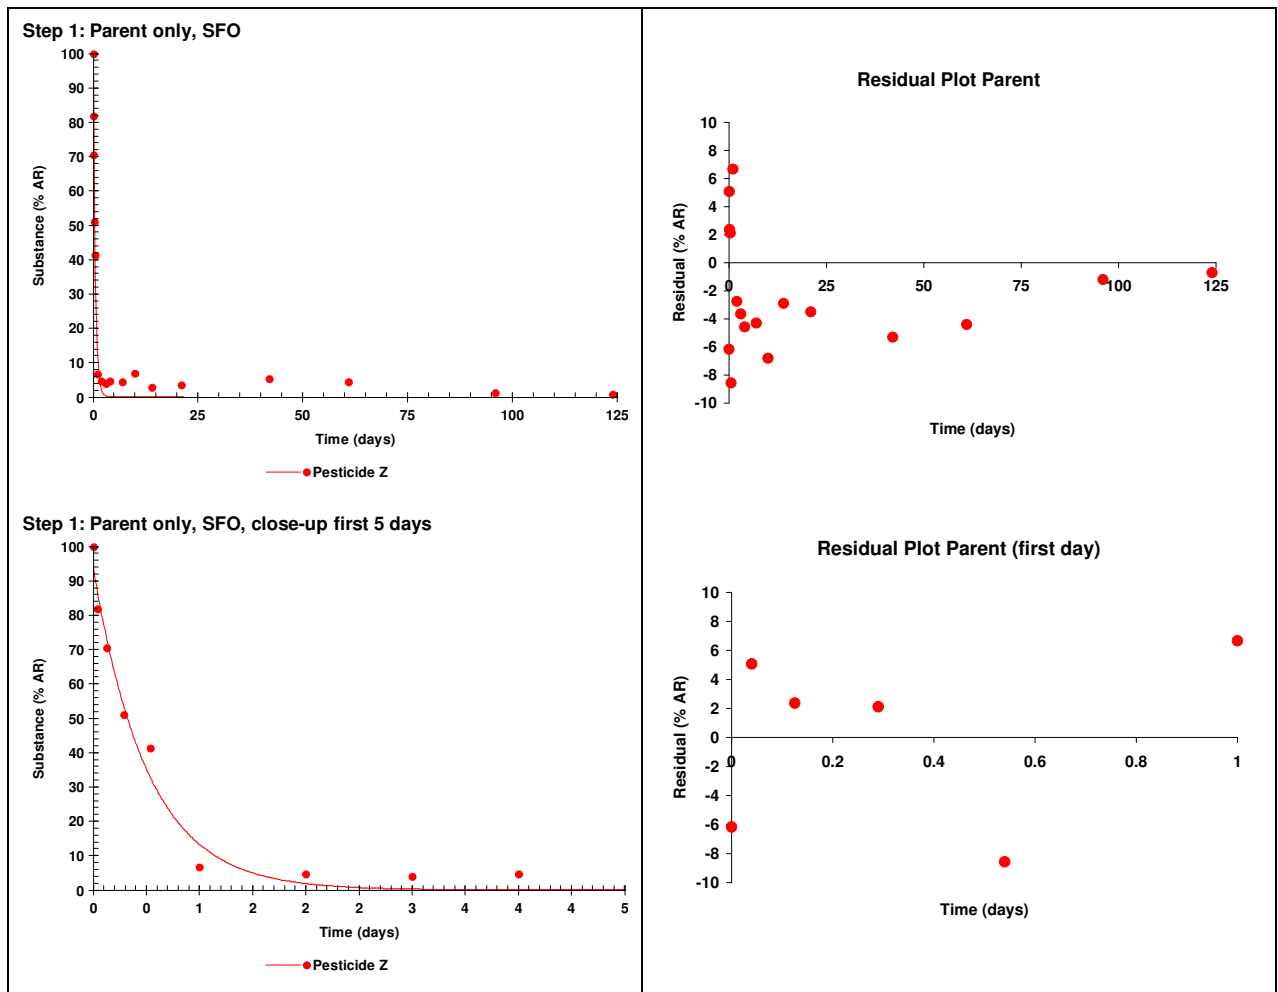 Step 1: Parent only, SFO
100
90
80
70
60
50
40
30
20
10
0
Substance (% AR)
0 25 50 75 100 125
Time (days)
Pesticide Z
Residual Plot Parent
10
8
6
4
2
0
-2
-4
-6
-8
-10
Residual (% AR)
0 25 50 75 100 125
Time (days)
Step 1: Parent only, SFO, close-up first 5 days
100
90
80
70
60
50
40
30
20
10
0
Substance (% AR)
0 0 1 2 2 3 4 4 4 5
Time (days)
Pesticide Z
Residual Plot Parent (first day)
10
8
6
4
2
0
-2
-4
-6
-8
-10
Residual (% AR)
0 0.2 0.4 0.6 0.8 1
Time (days)